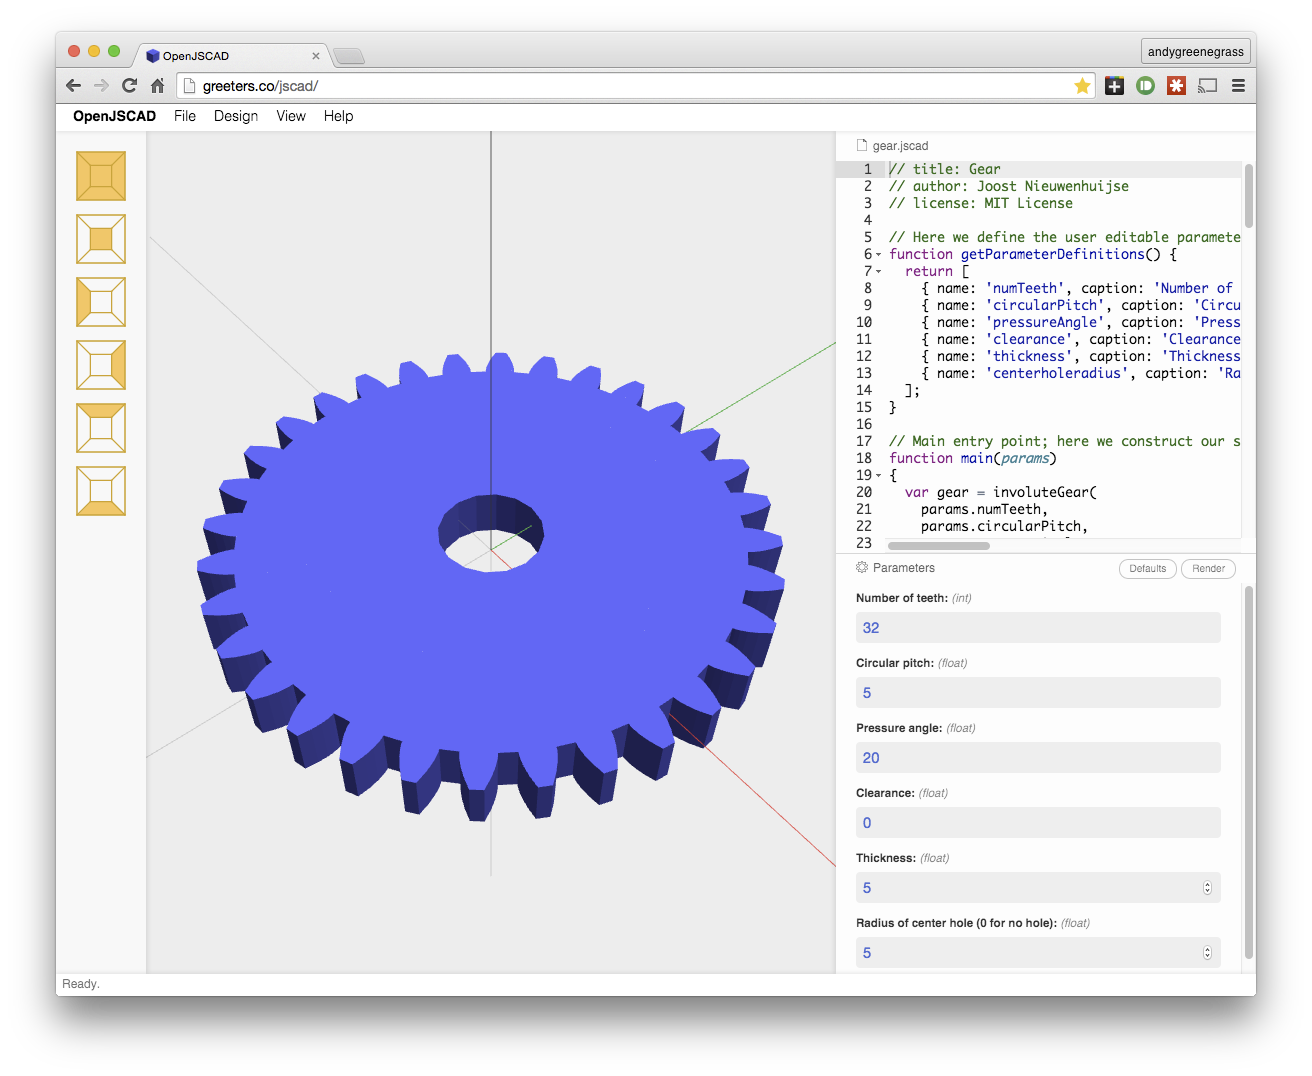 OpenJSCAD
andygreenegrass
greeters.co/jscad/
OpenJSCAD File Design View Help
gear.jscad
1 // title: Gear
2 // author: Joost Nieuwenhuijse
3 // license: MIT License
4
5 // Here we define the user editable paramete
6 function getParameterDefinitions() {
7 return [
8 { name: 'numTeeth', caption: 'Number of
9 { name: 'circularPitch', caption: 'Circu
10 { name: 'pressureAngle', caption: 'Press
11 { name: 'clearance', caption: 'Clearance
12 { name: 'thickness', caption: 'Thickness
13 { name: 'centerholeradius', caption: 'Ra
14 ];
15 }
16
17 // Main entry point; here we construct our s
18 function main(params)
19 {
20 var gear = involuteGear(
21 params.numTeeth,
22 params.circularPitch,
23
Parameters Defaults Render
Number of teeth: (int)
32
Circular pitch: (float)
5
Pressure angle: (float)
20
Clearance: (float)
0
Thickness: (float)
5
Radius of center hole (0 for no hole): (float)
5
Ready.